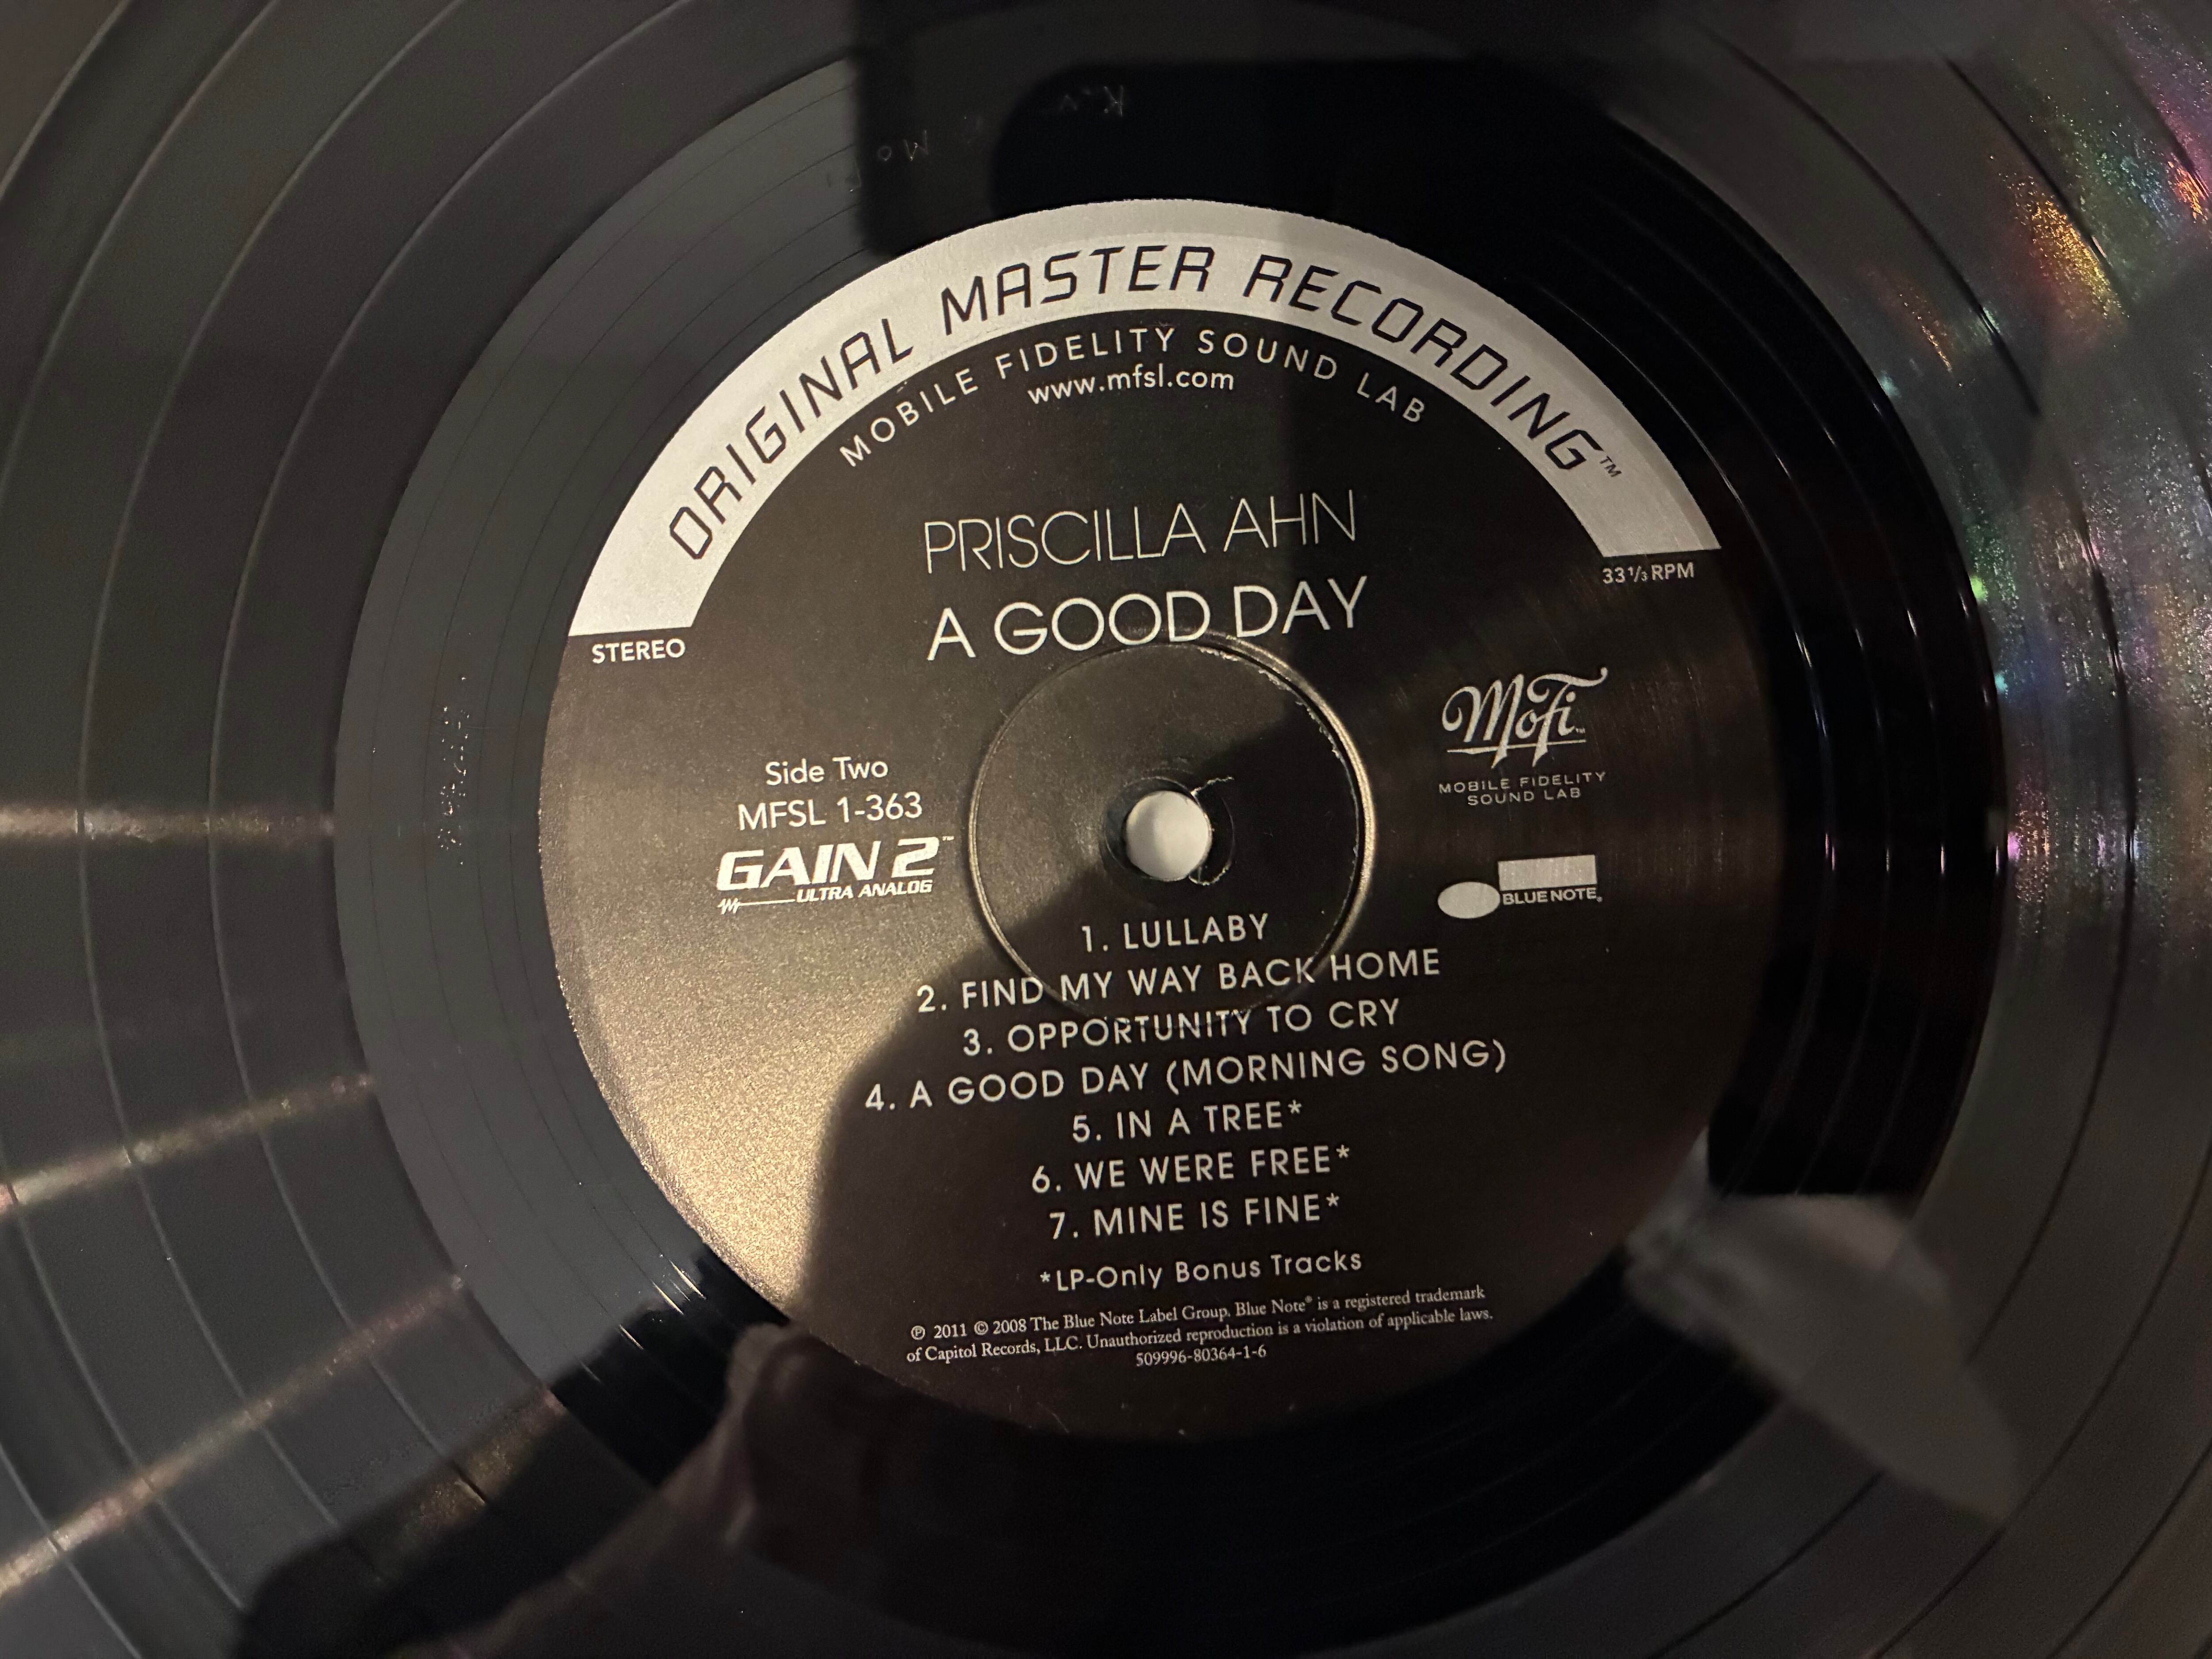 ORIGINAL MASTER RECORDING™
MOBILE FIDELITY SOUND LAB
www.mfsl.com
PRISCILLA AHN
A GOOD DAY
STEREO
33 1/3 RPM
Side Two
MFSL 1-363
GAIN 2™
ULTRA ANALOG
MoFi™
MOBILE FIDELITY
SOUND LAB
BLUE NOTE®
1. LULLABY
2. FIND MY WAY BACK HOME
3. OPPORTUNITY TO CRY
4. A GOOD DAY (MORNING SONG)
5. IN A TREE*
6. WE WERE FREE*
7. MINE IS FINE*
*LP-Only Bonus Tracks
℗ 2011 © 2008 The Blue Note Label Group. Blue Note® is a registered trademark
of Capitol Records, LLC. Unauthorized reproduction is a violation of applicable laws.
509996-80364-1-6